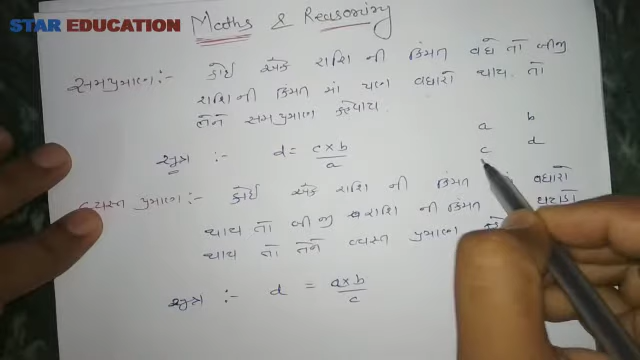 STAR EDUCATION
Maths & Reasoning
સમપ્રમાણ :- કોઈ એક રાશિ ની કિંમત વધે તો બીજી
રાશિ ની કિંમત માં પણ વધારો થાય તો
તેને સમપ્રમાણ કહેવાય
a b
c d
સૂત્ર :- d = c × b / a
વ્યસ્ત પ્રમાણ :- કોઈ એક રાશિ ની કિંમત વધારો
થાય તો બીજી રાશિ ની કિંમત ઘટાડો
થાય તો તેને વ્યસ્ત પ્રમાણ
સૂત્ર :- d = a × b / c